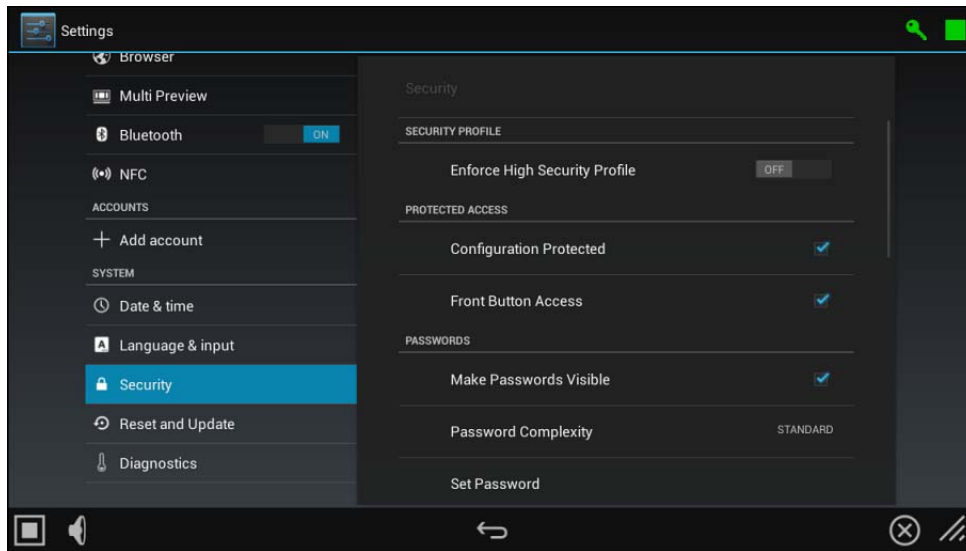 Settings
Browser
Multi Preview
Bluetooth ON
NFC
ACCOUNTS
Add account
SYSTEM
Date & time
A Language & input
Security
Reset and Update
Diagnostics
Security
SECURITY PROFILE
Enforce High Security Profile OFF
PROTECTED ACCESS
Configuration Protected
Front Button Access
PASSWORDS
Make Passwords Visible
Password Complexity STANDARD
Set Password